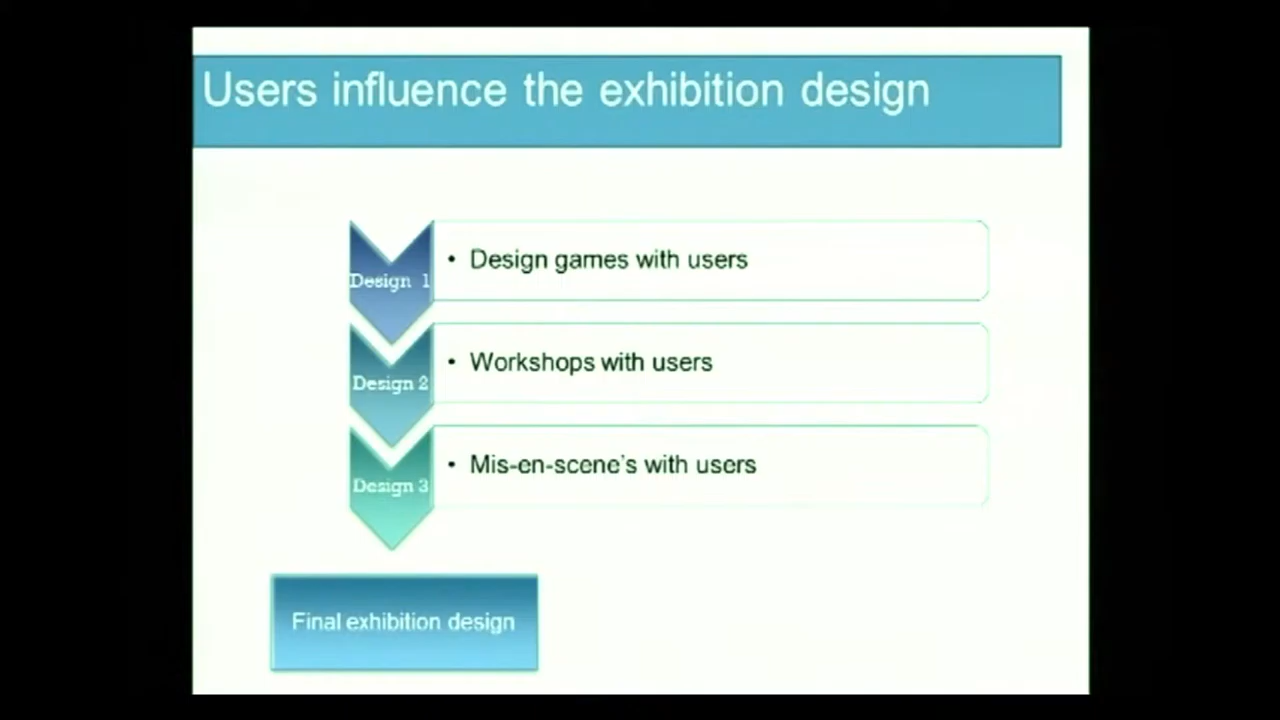 Users influence the exhibition design
Design 1
• Design games with users
Design 2
• Workshops with users
Design 3
• Mis-en-scene's with users
Final exhibition design